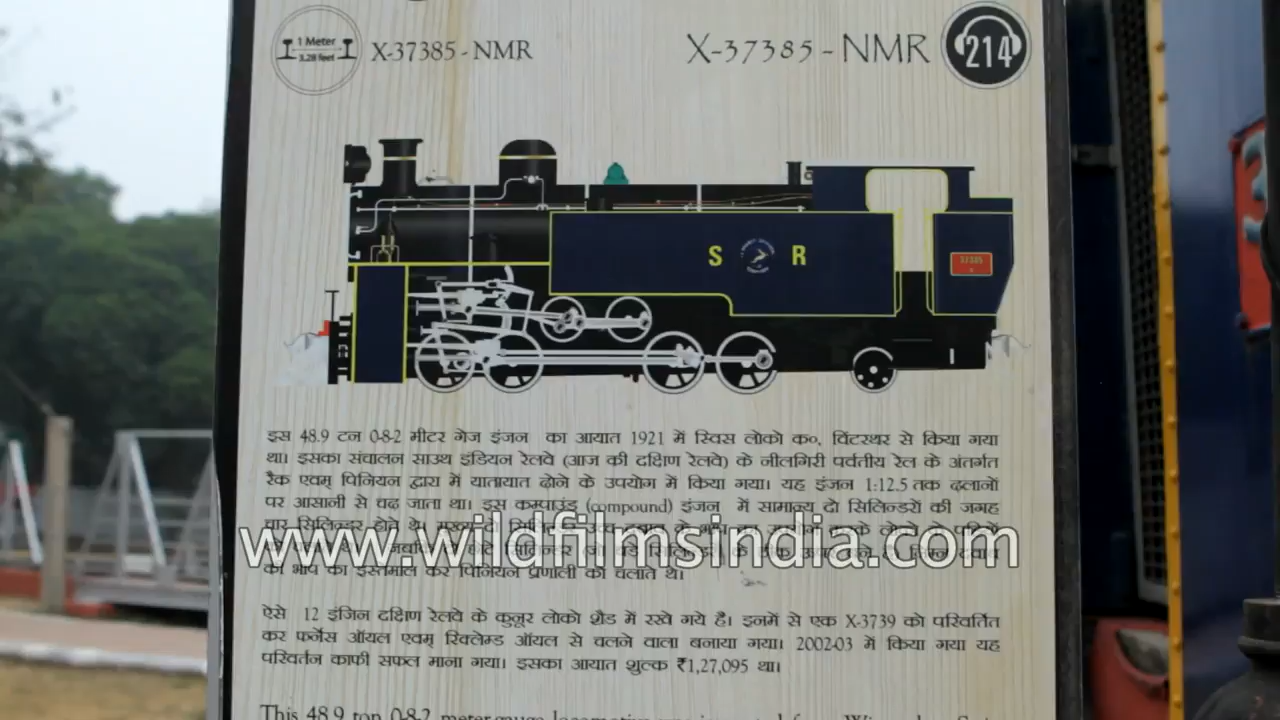 1 Meter
3.28 feet
X-37385 - NMR
X-37385 - NMR
214
S R
37385
इस 48.9 टन 0-8-2 मीटर गेज इंजन का आयात 1921 में स्विस लोको क०, विंटरथर से किया गया
था। इसका संचालन साउथ इंडियन रेलवे (आज की दक्षिण रेलवे) के नीलगिरी पर्वतीय रेल के अंतर्गत
रैक एवम् पिनियन द्वारा में यातायात ढोने के उपयोग में किया गया। यह इंजन 1:12.5 तक ढलानों
पर आसानी से चढ़ जाता था। इस कम्पाउंड (compound) इंजन में सामान्य दो सिलिन्डरों की जगह
चार सिलिन्डर होते थे।
www.wildfilmsindia.com
का भाप का इस्तेमाल कर पिनियन प्रणाली को चलाते थे।
ऐसे 12 इंजिन दक्षिण रेलवे के कुनूर लोको शैड में रखे गये है। इनमें से एक X-3739 को परिवर्तित
कर फर्नेस ऑयल एवम् रिक्लेम्ड ऑयल से चलने वाला बनाया गया। 2002-03 में किया गया यह
परिवर्तन काफी सफल माना गया। इसका आयात शुल्क ₹1,27,095 था।
This 48.9 ton 0-8-2 meter gauge locomotive